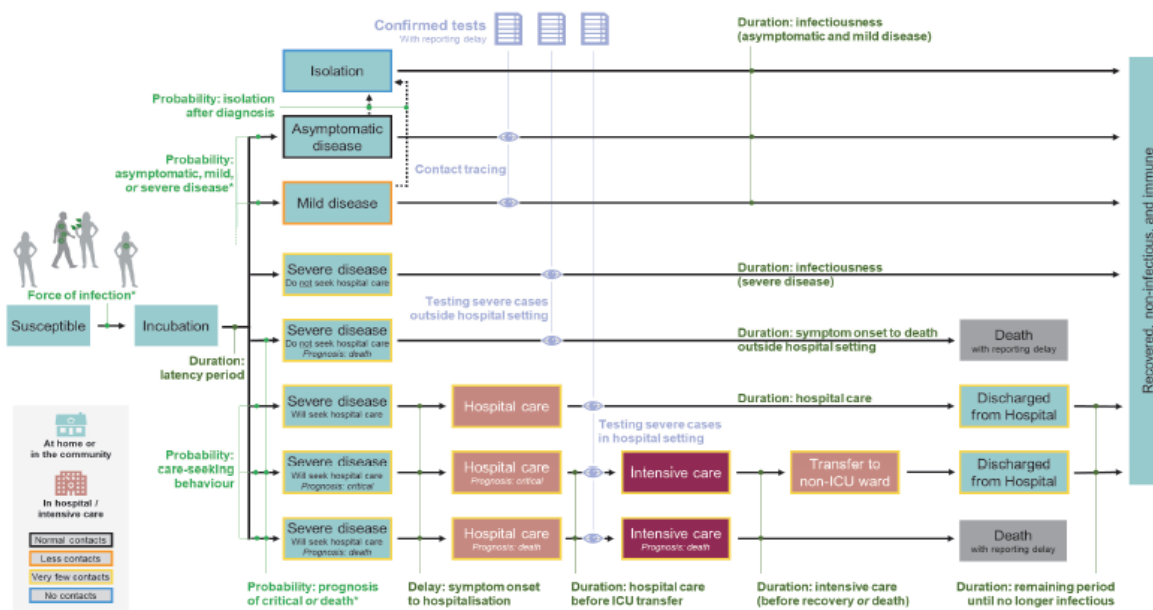 Confirmed tests
With reporting delay
Duration: infectiousness
(asymptomatic and mild disease)
Isolation
Probability: isolation
after diagnosis
Asymptomatic
disease
Contact tracing
Probability:
asymptomatic, mild,
or severe disease*
Mild disease
Severe disease
Do not seek hospital care
Duration: infectiousness
(severe disease)
Force of infection*
Testing severe cases
outside hospital setting
Susceptible
Incubation
Severe disease
Do not seek hospital care
Prognosis: death
Duration: symptom onset to death
outside hospital setting
Death
with reporting delay
Duration:
latency period
Severe disease
Will seek hospital care
Hospital care
Duration: hospital care
Discharged
from Hospital
Testing severe cases
in hospital setting
Probability:
care-seeking
behaviour
Severe disease
Will seek hospital care
Prognosis: critical
Hospital care
Prognosis: critical
Intensive care
Transfer to
non-ICU ward
Discharged
from Hospital
Severe disease
Will seek hospital care
Prognosis: death
Hospital care
Prognosis: death
Intensive care
Prognosis: death
Death
with reporting delay
Probability: prognosis
of critical or death*
Delay: symptom onset
to hospitalisation
Duration: hospital care
before ICU transfer
Duration: intensive care
(before recovery or death)
Duration: remaining period
until no longer infectious
Recovered, non-infectious, and immune
At home or
in the community
In hospital /
intensive care
Normal contacts
Less contacts
Very few contacts
No contacts